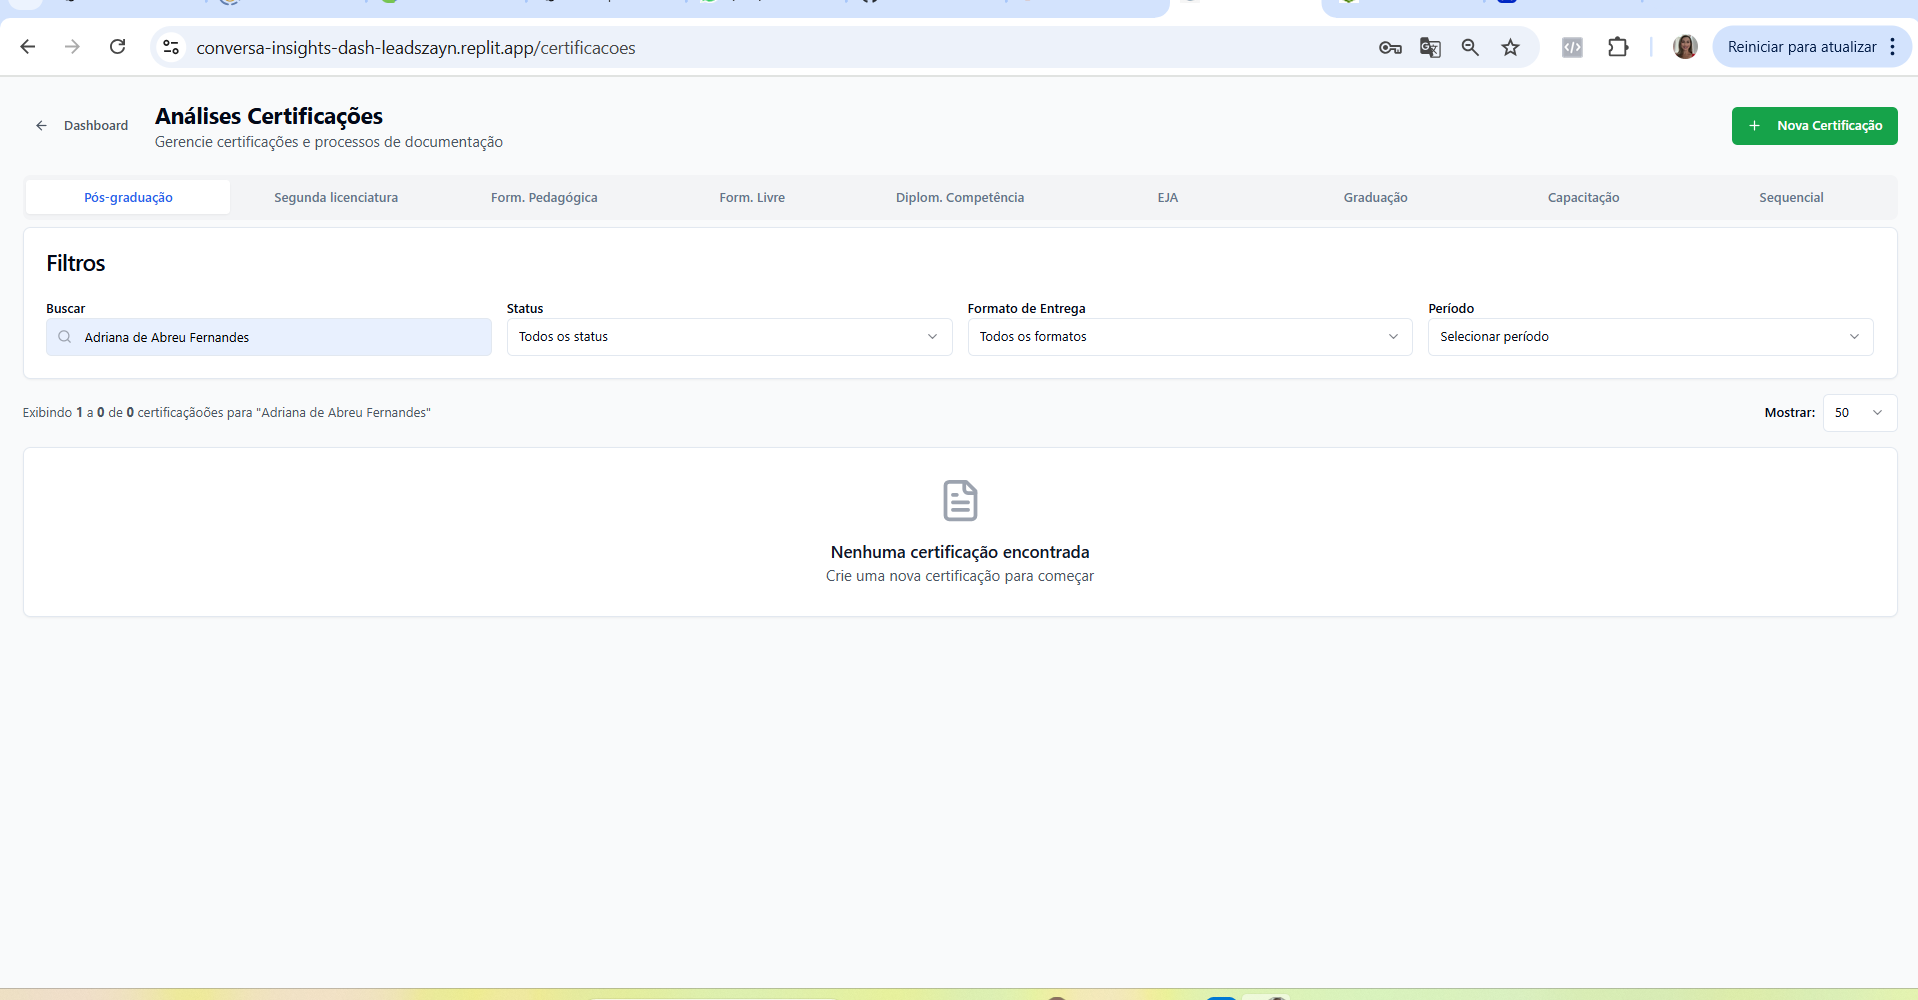 conversa-insights-dash-leadszayn.replit.app/certificacoes
Reiniciar para atualizar
Dashboard
Análises Certificações
Gerencie certificações e processos de documentação
Nova Certificação
Pós-graduação
Segunda licenciatura
Form. Pedagógica
Form. Livre
Diplom. Competência
EJA
Graduação
Capacitação
Sequencial
Filtros
Buscar
Status
Formato de Entrega
Período
Adriana de Abreu Fernandes
Todos os status
Todos os formatos
Selecionar período
Exibindo 1 a 0 de 0 certificaçãoões para "Adriana de Abreu Fernandes"
Mostrar:
50
Nenhuma certificação encontrada
Crie uma nova certificação para começar